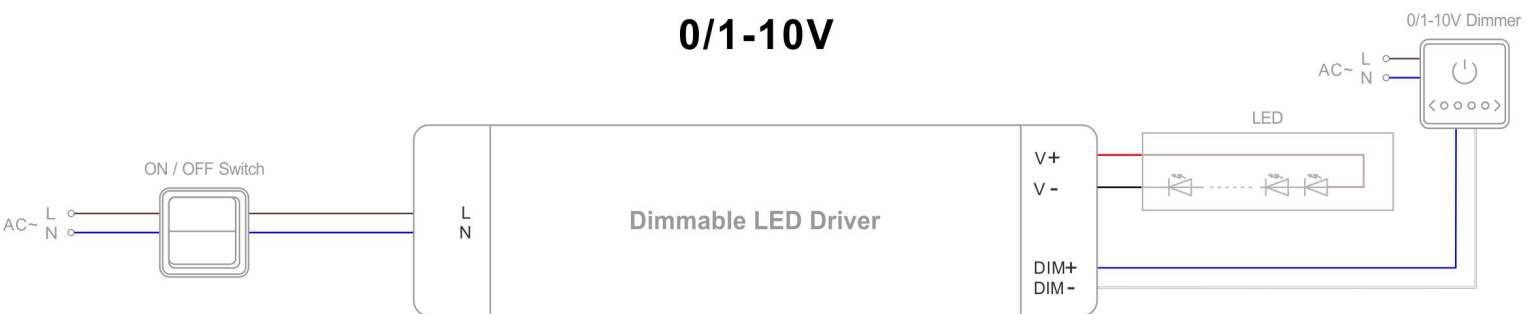 0/1-10V
0/1-10V Dimmer
AC~ L
N
LED
ON / OFF Switch
AC~ L
N
L
N
Dimmable LED Driver
V+
V-
DIM+
DIM-